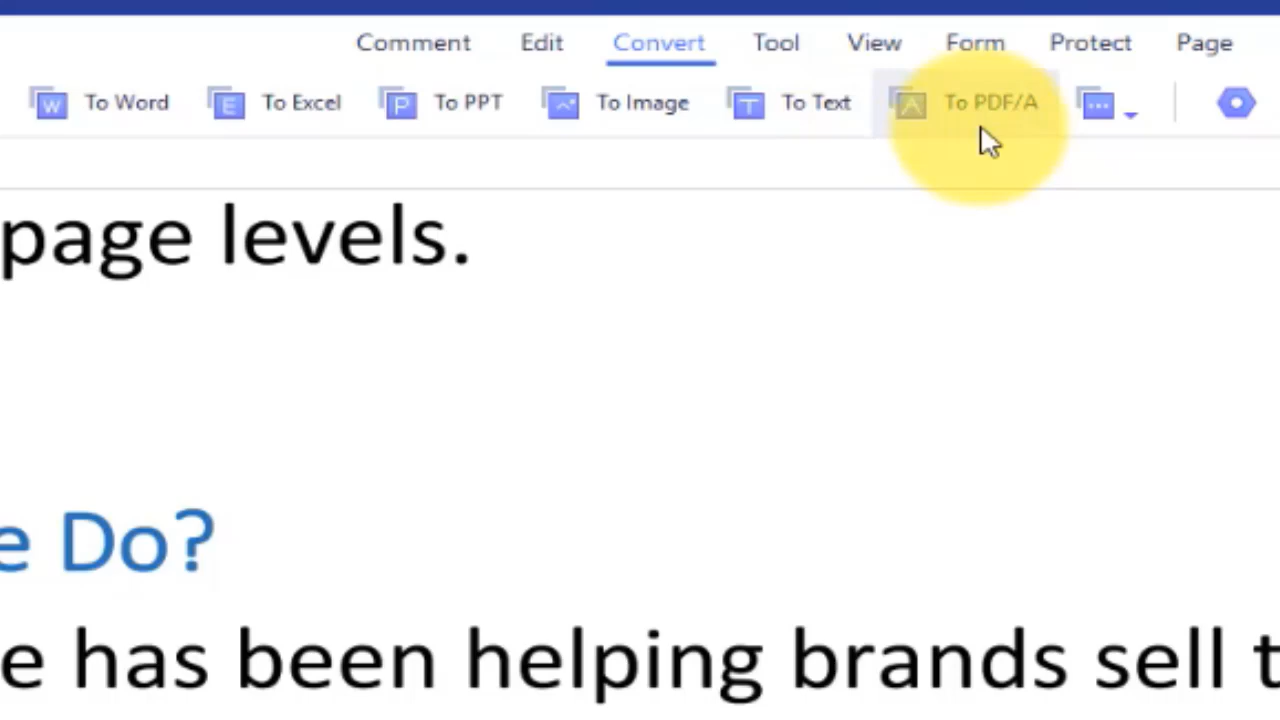 Comment Edit Convert Tool View Form Protect Page
W To Word E To Excel P To PPT To Image T To Text A To PDF/A
page levels.
e Do?
e has been helping brands sell t